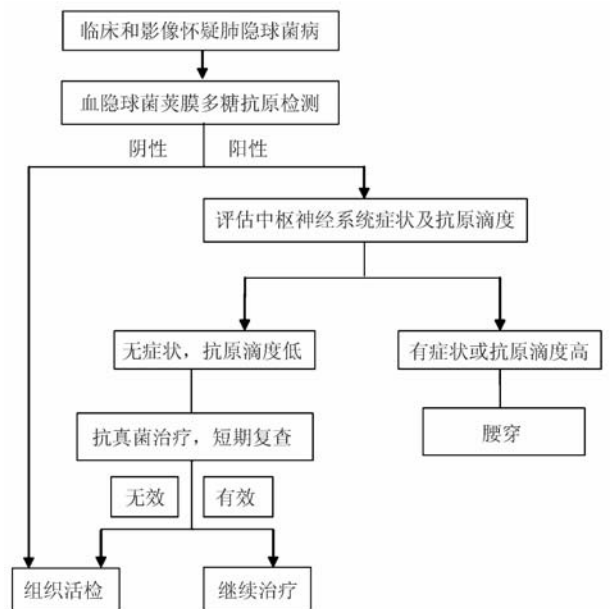 临床和影像怀疑肺隐球菌病
血隐球菌荚膜多糖抗原检测
阴性
阳性
评估中枢神经系统症状及抗原滴度
无症状，抗原滴度低
有症状或抗原滴度高
抗真菌治疗，短期复查
腰穿
无效
有效
组织活检
继续治疗